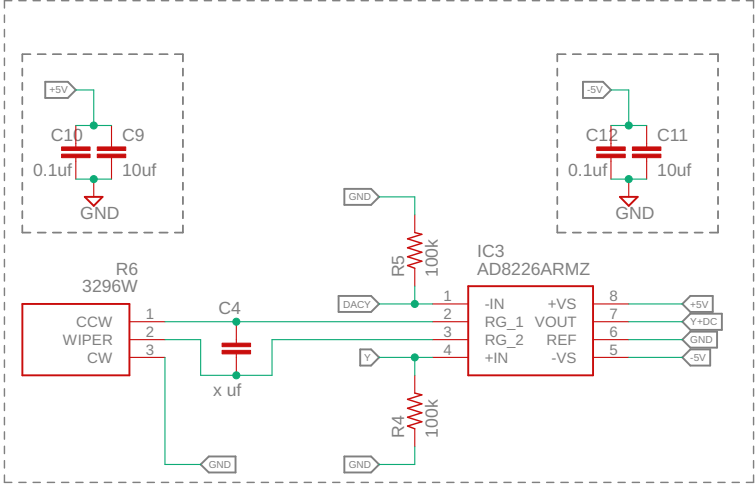 +5V
C10 C9
0.1uf 10uf
GND
-5V
C12 C11
0.1uf 10uf
GND
GND
R5
100k
R6
3296W
CCW 1
WIPER 2
CW 3
C4
x uf
GND
DACY
Y
IC3
AD8226ARMZ
1 -IN +VS 8 +5V
2 RG_1 VOUT 7 Y+DC
3 RG_2 REF 6 GND
4 +IN -VS 5 -5V
R4
100k
GND